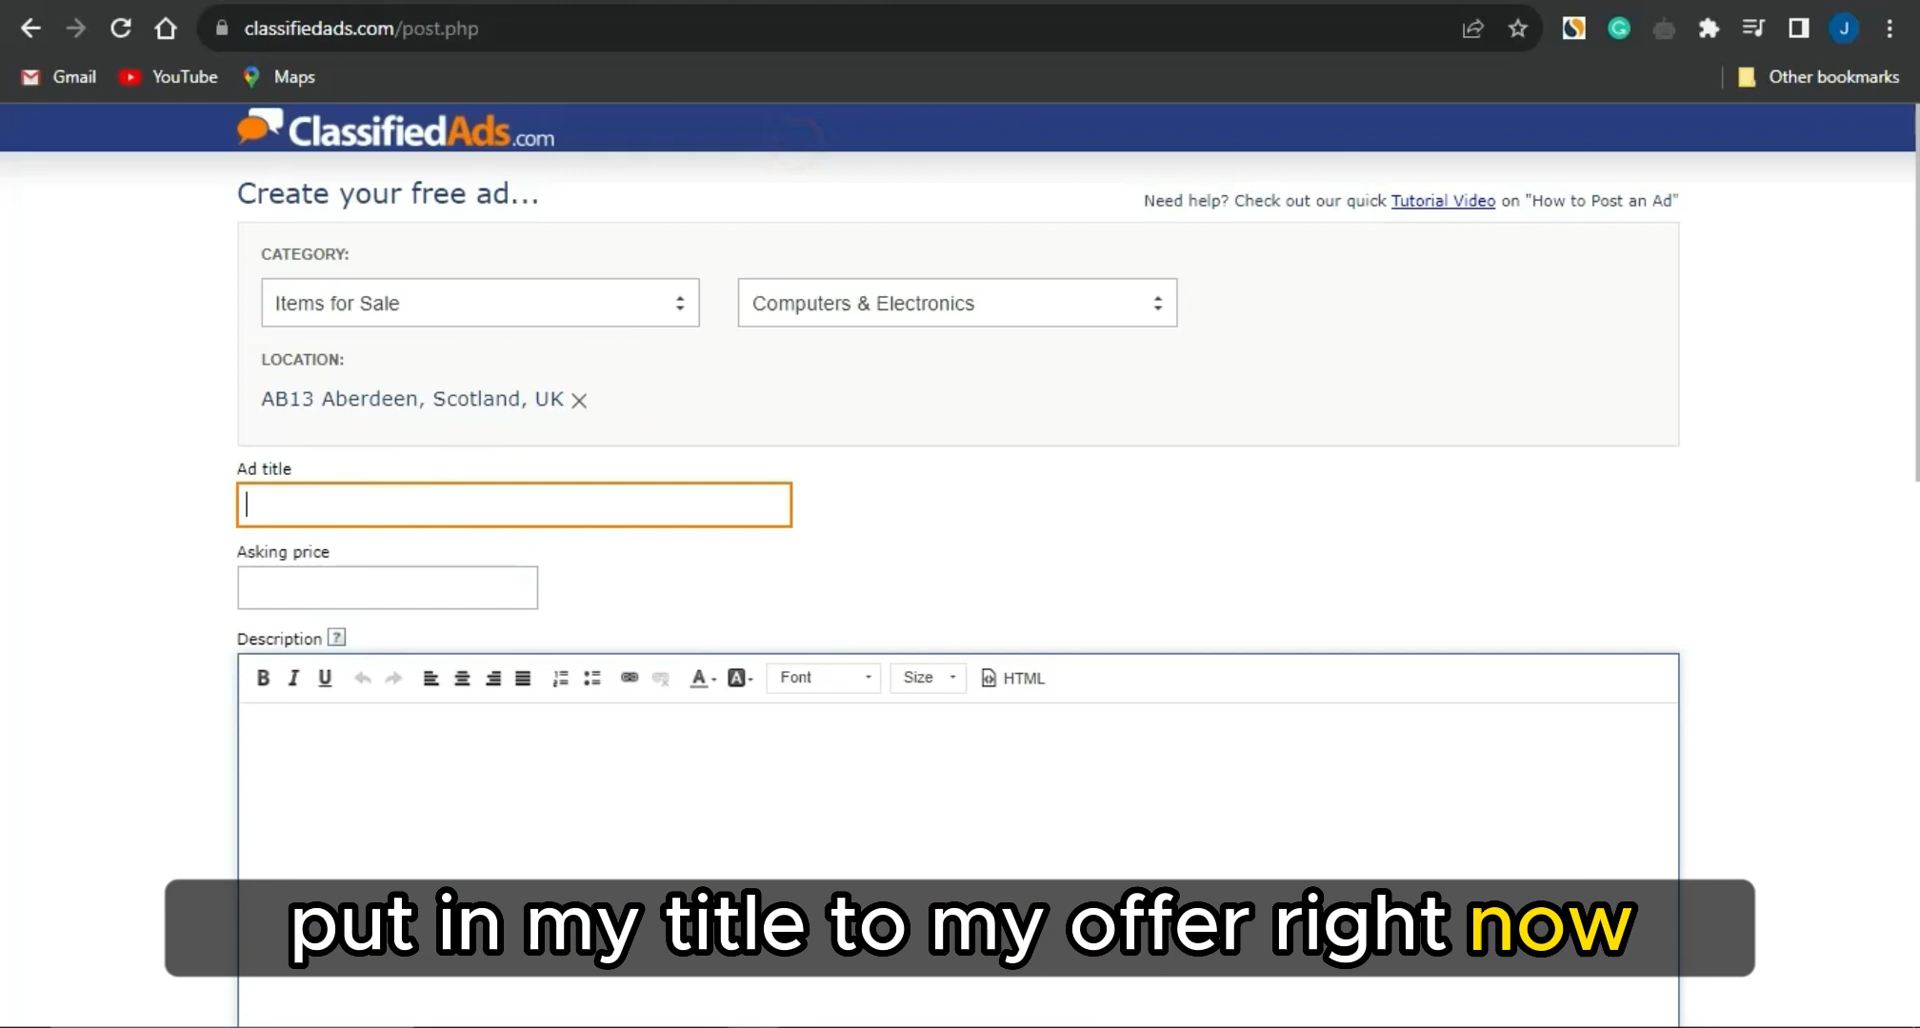 classifiedads.com/post.php
J
Gmail
YouTube
Maps
Other bookmarks
ClassifiedAds.com
Create your free ad...
Need help? Check out our quick Tutorial Video on "How to Post an Ad"
CATEGORY:
Items for Sale
Computers & Electronics
LOCATION:
AB13 Aberdeen, Scotland, UK
Ad title
Asking price
Description ?
B I U
A A Font Size HTML
put in my title to my offer right now